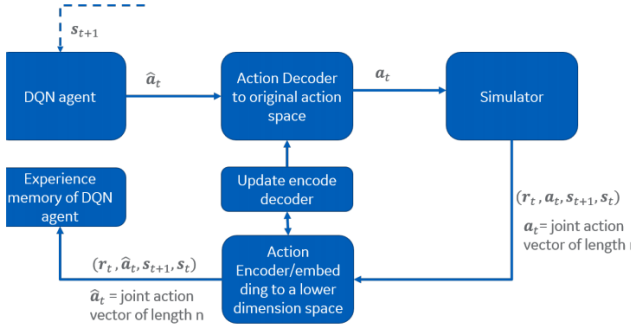 s_{t+1}
DQN agent
â_t
Action Decoder
to original action
space
a_t
Simulator
Experience
memory of DQN
agent
Update encode
decoder
(r_t, a_t, s_{t+1}, s_t)
a_t= joint action
vector of length
Action
Encoder/embed
ding to a lower
dimension space
(r_t, â_t, s_{t+1}, s_t)
â_t = joint action
vector of length n